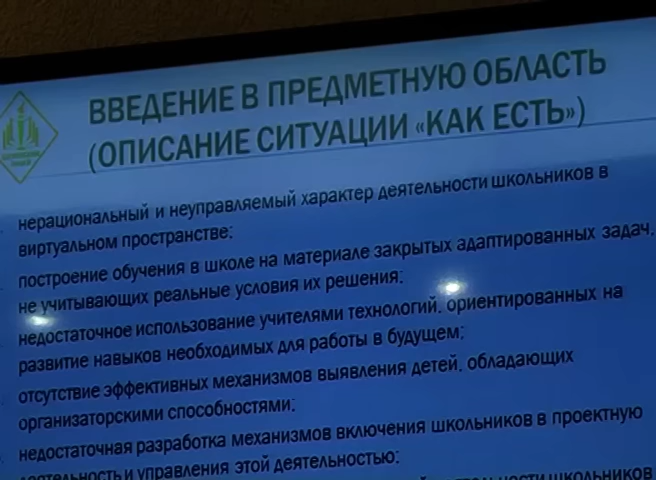 ВВЕДЕНИЕ В ПРЕДМЕТНУЮ ОБЛАСТЬ
(ОПИСАНИЕ СИТУАЦИИ «КАК ЕСТЬ»)
нерациональный и неуправляемый характер деятельности школьников в
виртуальном пространстве;
построение обучения в школе на материале закрытых адаптированных задач,
не учитывающих реальные условия их решения;
недостаточное использование учителями технологий, ориентированных на
развитие навыков необходимых для работы в будущем;
отсутствие эффективных механизмов выявления детей, обладающих
организаторскими способностями;
недостаточная разработка механизмов включения школьников в проектную
деятельность и управления этой деятельностью;
школьников